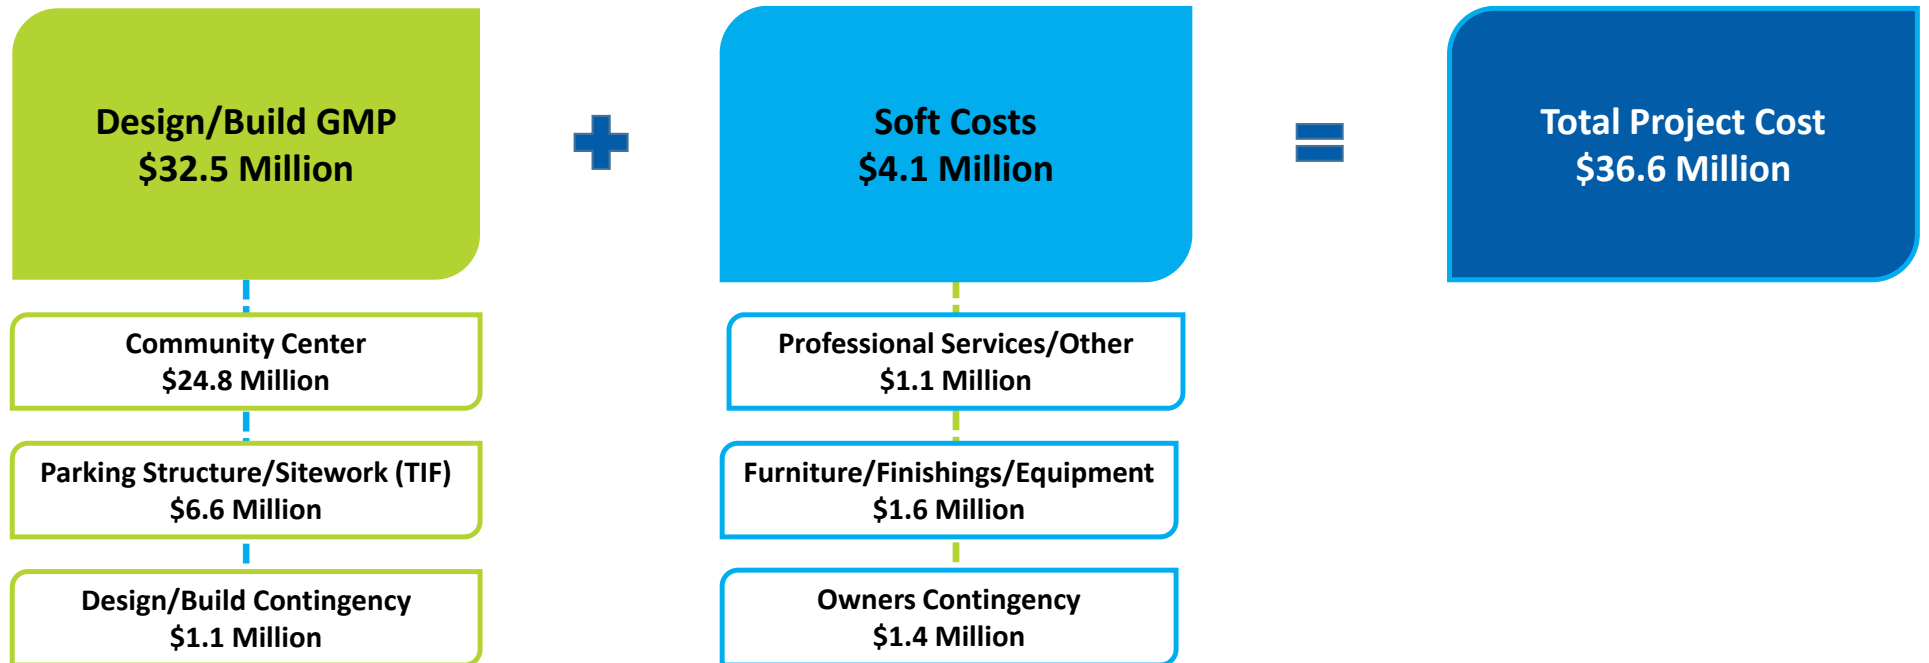 Design/Build GMP
$32.5 Million
Soft Costs
$4.1 Million
Total Project Cost
$36.6 Million
Community Center
$24.8 Million
Professional Services/Other
$1.1 Million
Parking Structure/Sitework (TIF)
$6.6 Million
Furniture/Finishings/Equipment
$1.6 Million
Design/Build Contingency
$1.1 Million
Owners Contingency
$1.4 Million